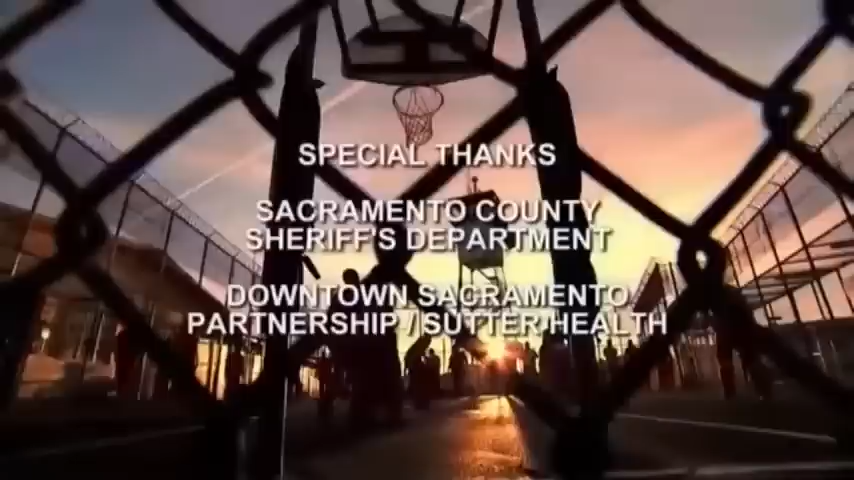 SPECIAL THANKS
SACRAMENTO COUNTY
SHERIFF'S DEPARTMENT
DOWNTOWN SACRAMENTO
PARTNERSHIP / SUTTER HEALTH